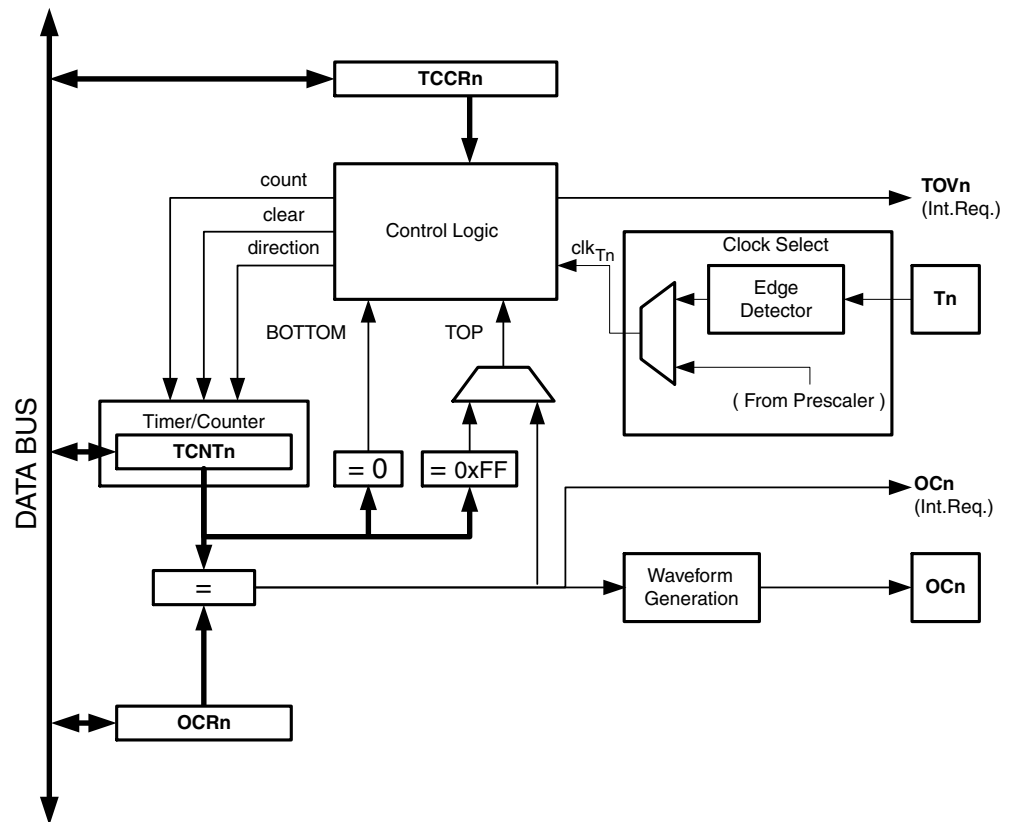 TCCRn
count
clear
direction
Control Logic
TOVn
(Int.Req.)
Clock Select
clkTn
Edge
Detector
Tn
( From Prescaler )
BOTTOM
TOP
Timer/Counter
TCNTn
= 0
= 0xFF
DATA BUS
OCn
(Int.Req.)
=
Waveform
Generation
OCn
OCRn